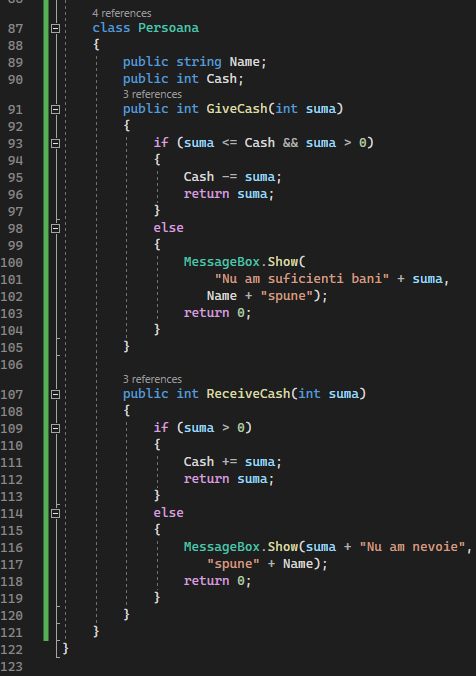 86
4 references
87 class Persoana
88 {
89 public string Name;
90 public int Cash;
3 references
91 public int GiveCash(int suma)
92 {
93 if (suma <= Cash && suma > 0)
94 {
95 Cash -= suma;
96 return suma;
97 }
98 else
99 {
100 MessageBox.Show(
101 "Nu am suficienti bani" + suma,
102 Name + "spune");
103 return 0;
104 }
105 }
106
3 references
107 public int ReceiveCash(int suma)
108 {
109 if (suma > 0)
110 {
111 Cash += suma;
112 return suma;
113 }
114 else
115 {
116 MessageBox.Show(suma + "Nu am nevoie",
117 "spune" + Name);
118 return 0;
119 }
120 }
121 }
122 }
123